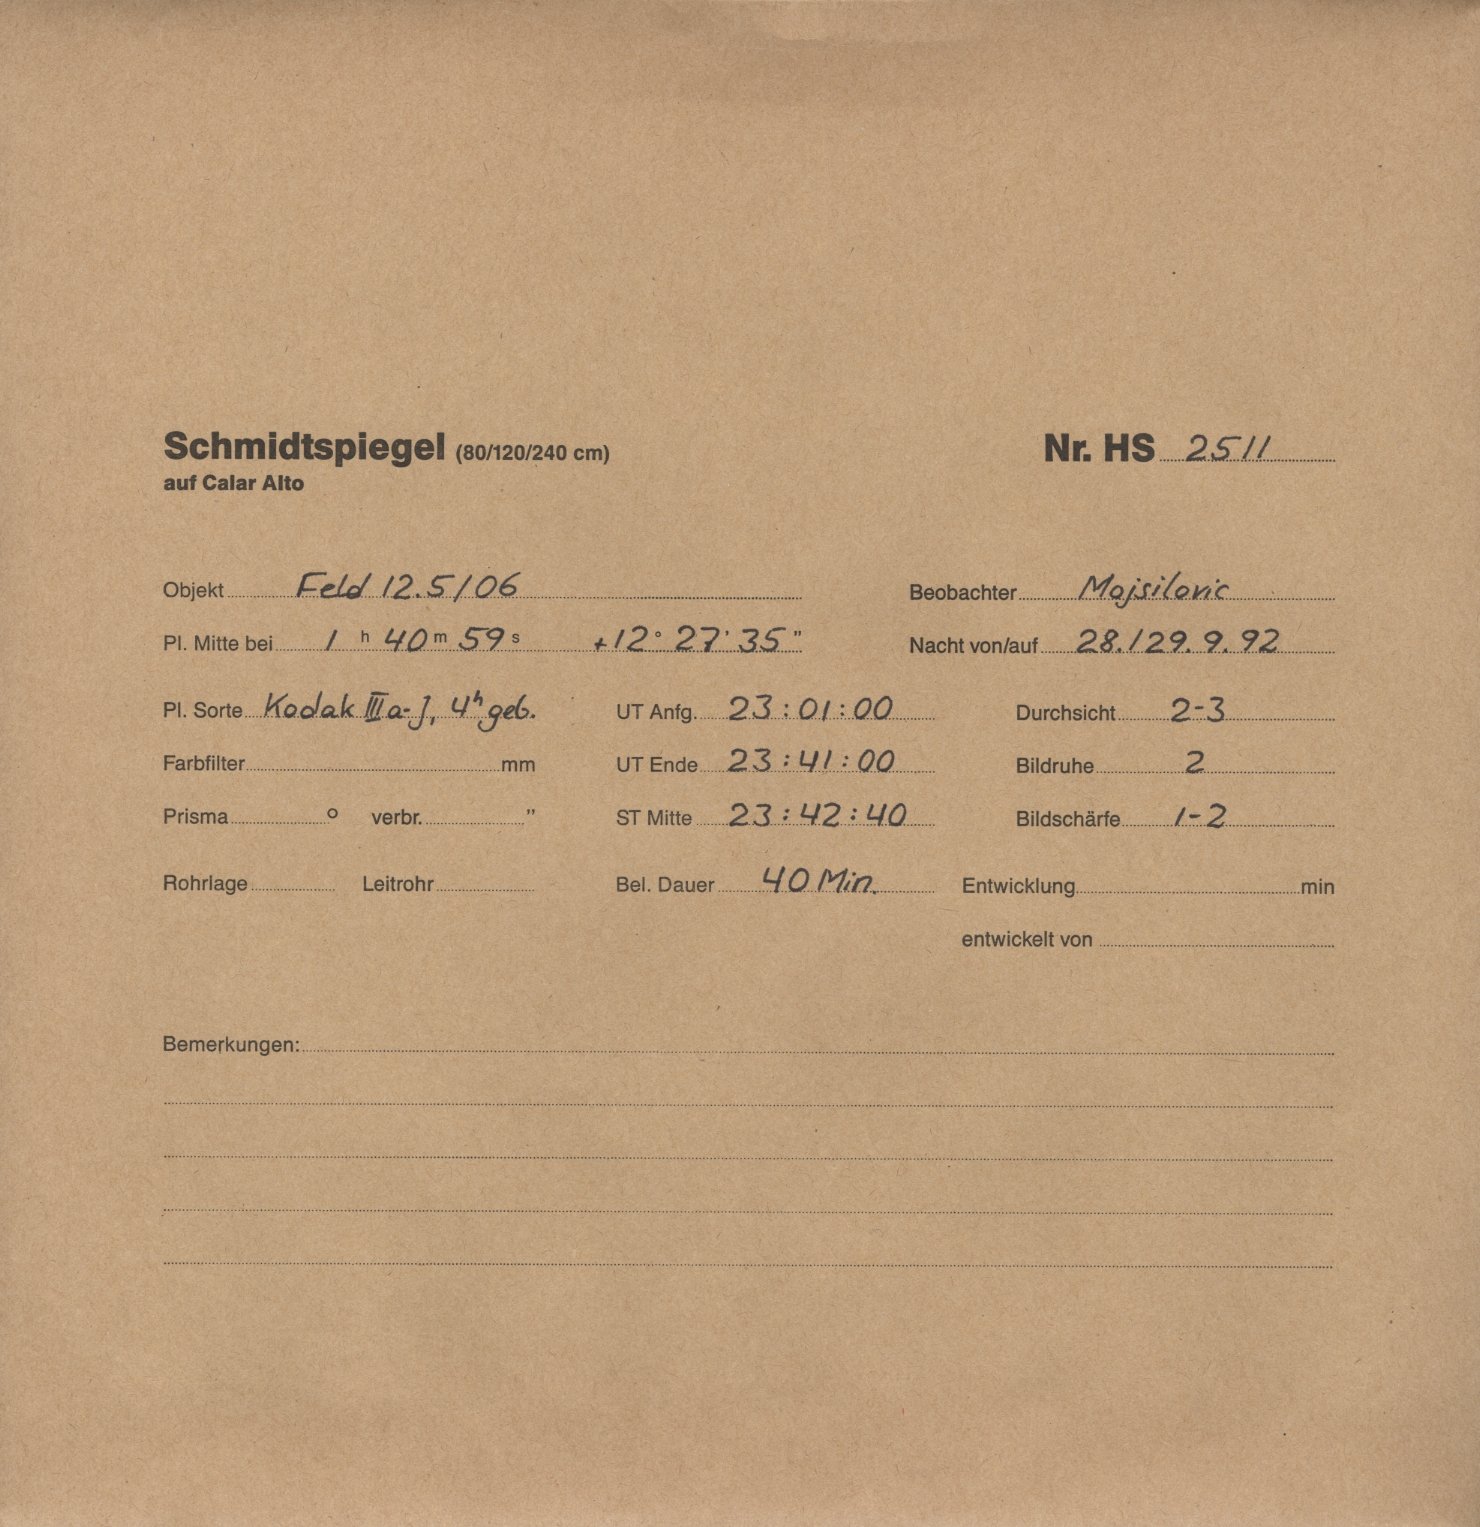 Schmidtspiegel (80/120/240 cm) Nr. HS 2511
auf Calar Alto
Objekt Feld 12.5/06 Beobachter Mojsilovic
Pl. Mitte bei 1 h 40 m 59 s +12° 27' 35" Nacht von/auf 28./29.9.92
Pl. Sorte Kodak III a-J, 4h geb. UT Anfg. 23:01:00 Durchsicht 2-3
Farbfilter mm UT Ende 23:41:00 Bildruhe 2
Prisma ° verbr. " ST Mitte 23:42:40 Bildschärfe 1-2
Rohrlage Leitrohr Bel. Dauer 40 Min. Entwicklung min
entwickelt von
Bemerkungen: